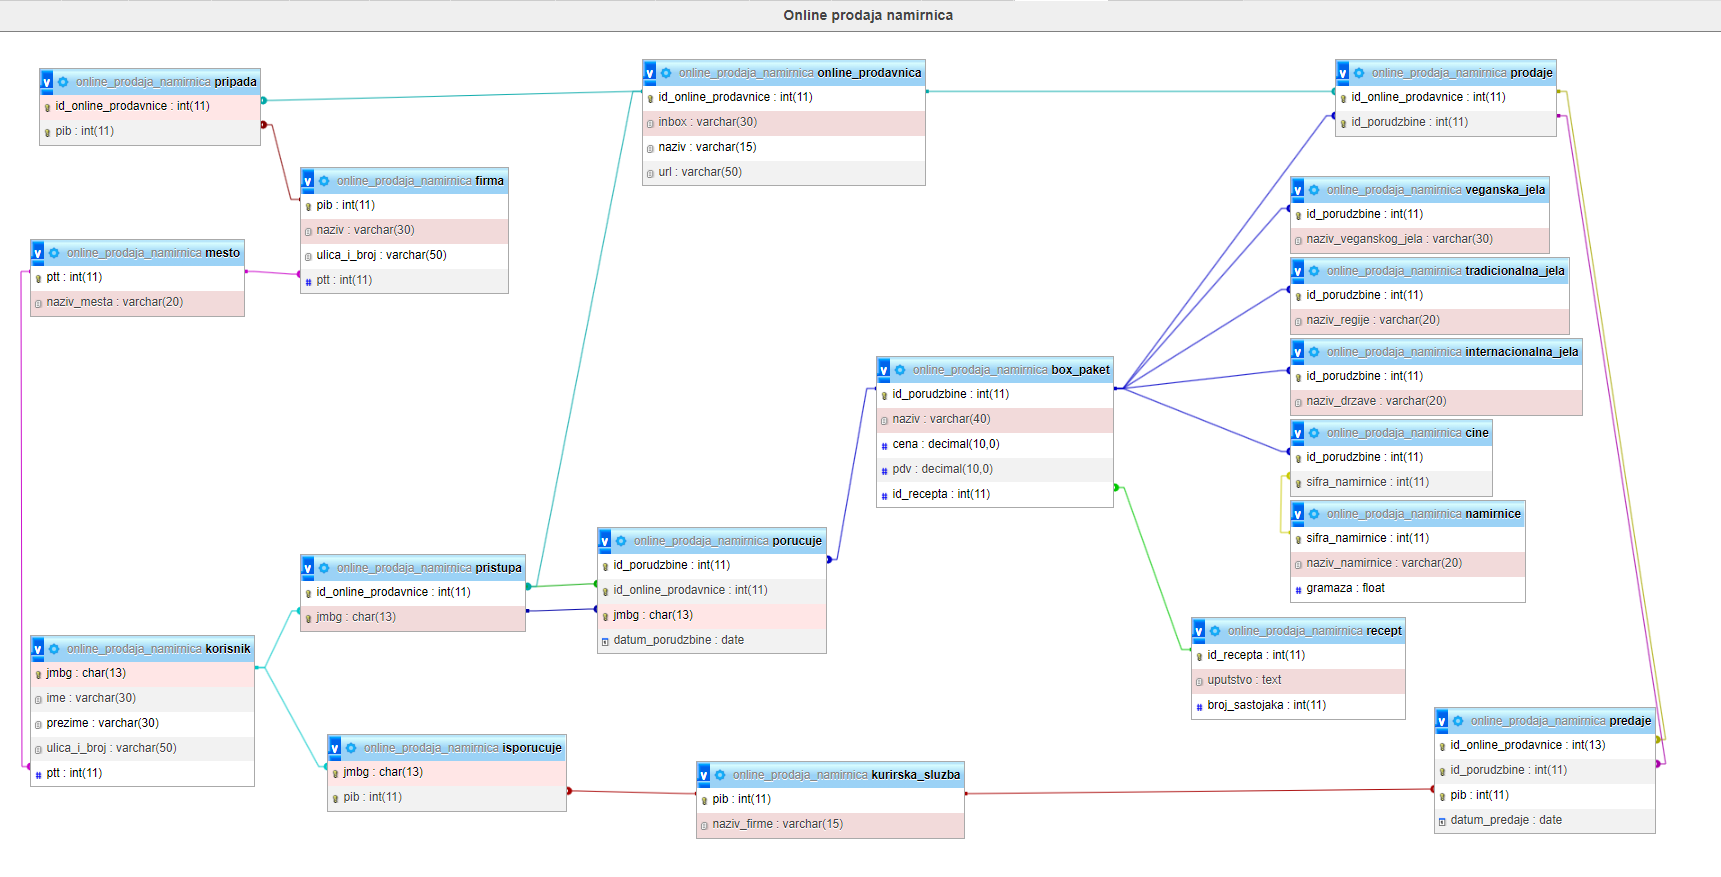 Online prodaja namirnica
v online_prodaja_namirnica pripada
id_online_prodavnice : int(11)
pib : int(11)
v online_prodaja_namirnica firma
pib : int(11)
naziv : varchar(30)
ulica_i_broj : varchar(50)
# ptt : int(11)
v online_prodaja_namirnica mesto
ptt : int(11)
naziv_mesta : varchar(20)
v online_prodaja_namirnica online_prodavnica
id_online_prodavnice : int(11)
inbox : varchar(30)
naziv : varchar(15)
url : varchar(50)
v online_prodaja_namirnica prodaje
id_online_prodavnice : int(11)
id_porudzbine : int(11)
v online_prodaja_namirnica veganska_jela
id_porudzbine : int(11)
naziv_veganskog_jela : varchar(30)
v online_prodaja_namirnica tradicionalna_jela
id_porudzbine : int(11)
naziv_regije : varchar(20)
v online_prodaja_namirnica internacionalna_jela
id_porudzbine : int(11)
naziv_drzave : varchar(20)
v online_prodaja_namirnica cine
id_porudzbine : int(11)
sifra_namirnice : int(11)
v online_prodaja_namirnica namirnice
sifra_namirnice : int(11)
naziv_namirnice : varchar(20)
# gramaza : float
v online_prodaja_namirnica box_paket
id_porudzbine : int(11)
naziv : varchar(40)
# cena : decimal(10,0)
# pdv : decimal(10,0)
# id_recepta : int(11)
v online_prodaja_namirnica porucuje
id_porudzbine : int(11)
id_online_prodavnice : int(11)
jmbg : char(13)
datum_porudzbine : date
v online_prodaja_namirnica pristupa
id_online_prodavnice : int(11)
jmbg : char(13)
v online_prodaja_namirnica korisnik
jmbg : char(13)
ime : varchar(30)
prezime : varchar(30)
ulica_i_broj : varchar(50)
# ptt : int(11)
v online_prodaja_namirnica isporucuje
jmbg : char(13)
pib : int(11)
v online_prodaja_namirnica kurirska_sluzba
pib : int(11)
naziv_firme : varchar(15)
v online_prodaja_namirnica recept
id_recepta : int(11)
uputstvo : text
# broj_sastojaka : int(11)
v online_prodaja_namirnica predaje
id_online_prodavnice : int(13)
id_porudzbine : int(11)
pib : int(11)
datum_predaje : date